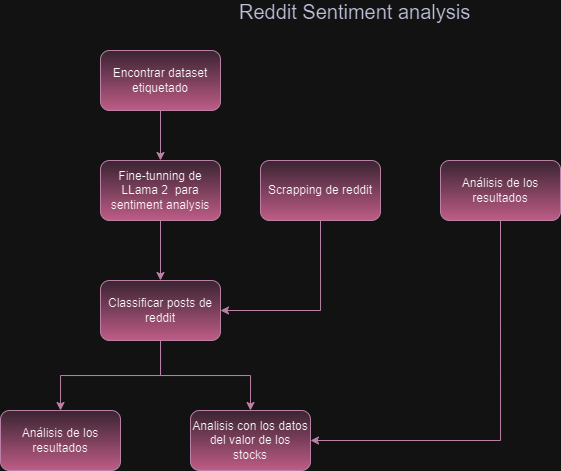 Reddit Sentiment analysis
Encontrar dataset
etiquetado
Fine-tunning de
LLama 2 para
sentiment analysis
Scrapping de reddit
Análisis de los
resultados
Classificar posts de
reddit
Análisis de los
resultados
Analisis con los datos
del valor de los
stocks